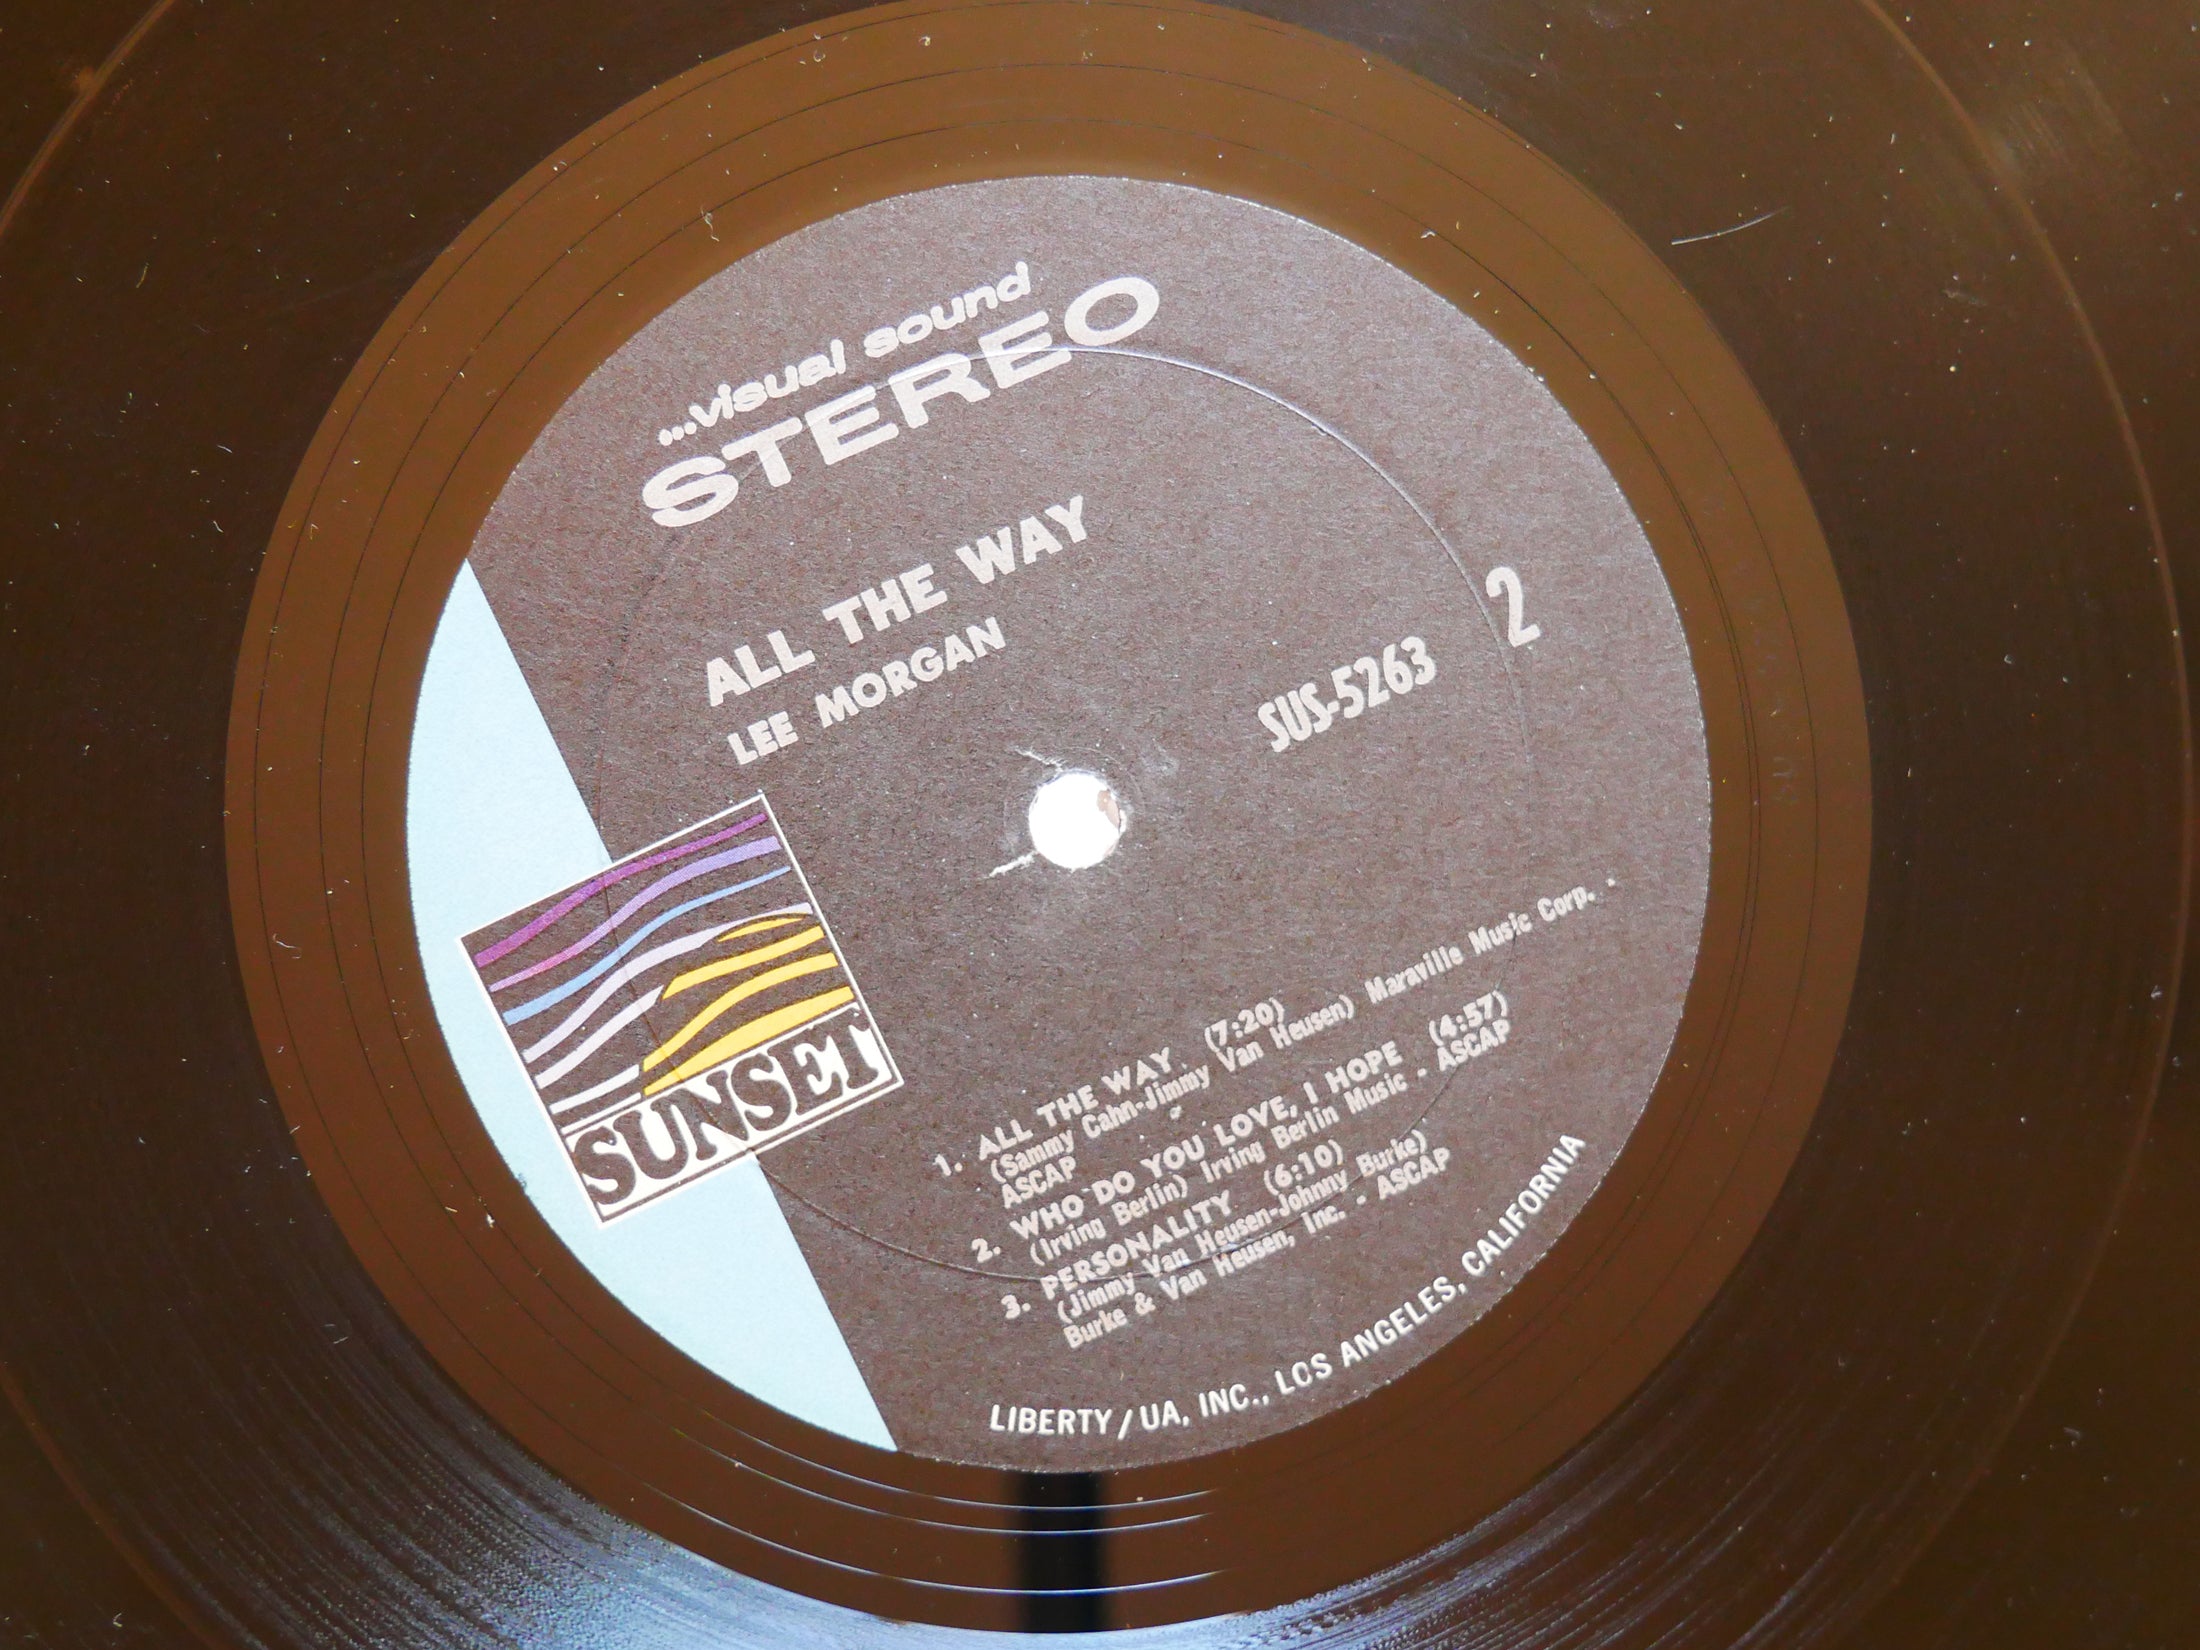 ...visual sound
STEREO
ALL THE WAY
LEE MORGAN
2
SUS-5263
SUNSET
1. ALL THE WAY (7:20)
(Sammy Cahn-Jimmy Van Heusen) Maraville Music Corp. -
ASCAP
2. WHO DO YOU LOVE, I HOPE (4:57)
(Irving Berlin) Irving Berlin Music - ASCAP
3. PERSONALITY (6:10)
(Jimmy Van Heusen-Johnny Burke)
Burke & Van Heusen, Inc. - ASCAP
LIBERTY/UA, INC., LOS ANGELES, CALIFORNIA